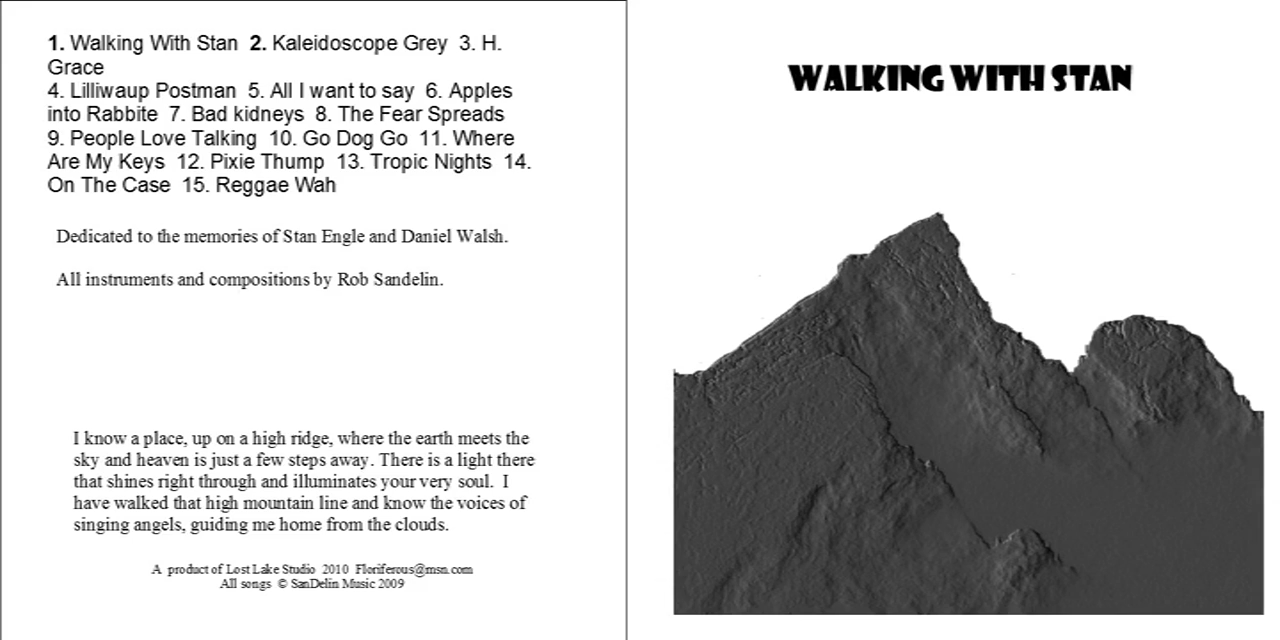 1. Walking With Stan 2. Kaleidoscope Grey 3. H.
Grace
4. Lilliwaup Postman 5. All I want to say 6. Apples
into Rabbite 7. Bad kidneys 8. The Fear Spreads
9. People Love Talking 10. Go Dog Go 11. Where
Are My Keys 12. Pixie Thump 13. Tropic Nights 14.
On The Case 15. Reggae Wah
Dedicated to the memories of Stan Engle and Daniel Walsh.
All instruments and compositions by Rob Sandelin.
I know a place, up on a high ridge, where the earth meets the
sky and heaven is just a few steps away. There is a light there
that shines right through and illuminates your very soul. I
have walked that high mountain line and know the voices of
singing angels, guiding me home from the clouds.
A product of Lost Lake Studio 2010 Floriferous@msn.com
All songs © SanDelin Music 2009
WALKING WITH STAN